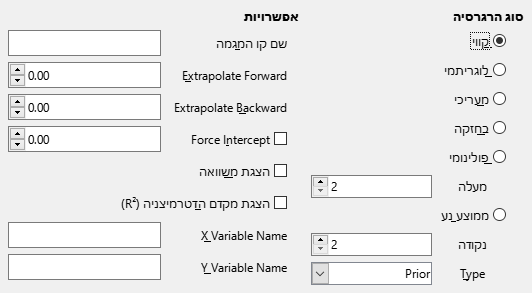 סוג הרגרסיה
קווי
לוגריתמי
מעריכי
בחזקה
פולינומי
מעלה 2
ממוצע נע
נקודה 2
Type Prior
אפשרויות
שם קו המגמה
Extrapolate Forward 0.00
Extrapolate Backward 0.00
Force Intercept 0.00
הצגת משוואה
הצגת מקדם הדטרמיצניה (R²)
X Variable Name
Y Variable Name